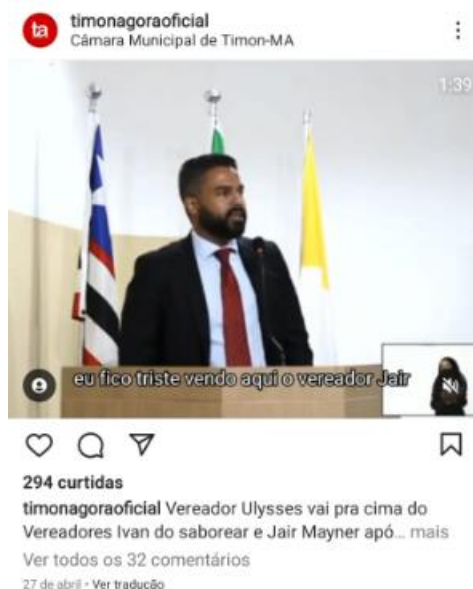 ta
timonagoraoficial
Câmara Municipal de Timon-MA
1:39
eu fico triste vendo aqui o vereador Jair
294 curtidas
timonagoraoficial Vereador Ulysses vai pra cima do
Vereadores Ivan do saborear e Jair Mayner apó... mais
Ver todos os 32 comentários
27 de abril • Ver tradução